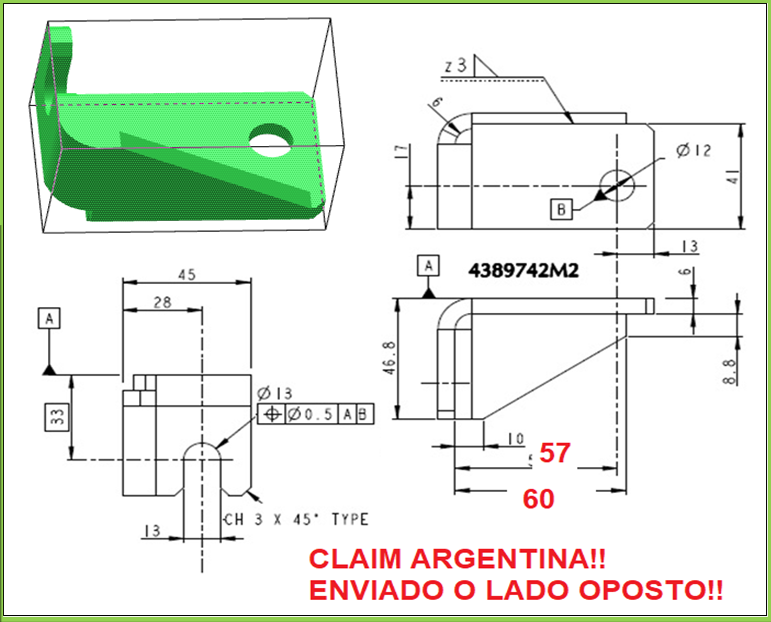 z 3
6
17
Ø12
41
B
13
A
4389742M2
6
46.8
8.8
10
57
60
45
28
A
33
Ø13
Ø0.5 A B
CH 3 X 45° TYPE
13
CLAIM ARGENTINA!!
ENVIADO O LADO OPOSTO!!